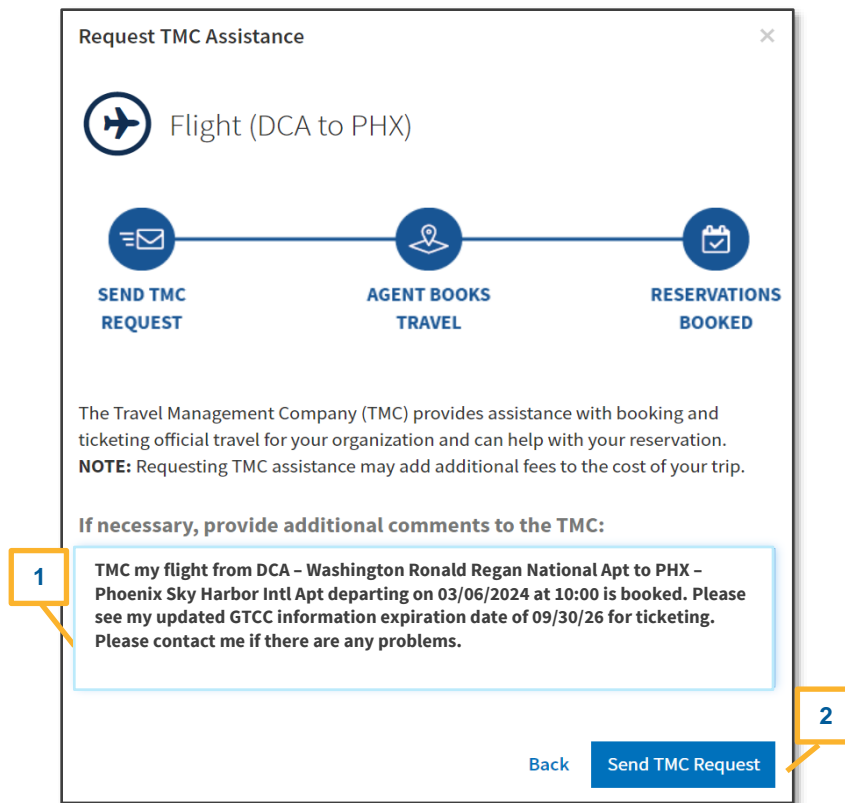 Request TMC Assistance ×
Flight (DCA to PHX)
SEND TMC
REQUEST
AGENT BOOKS
TRAVEL
RESERVATIONS
BOOKED
The Travel Management Company (TMC) provides assistance with booking and
ticketing official travel for your organization and can help with your reservation.
NOTE: Requesting TMC assistance may add additional fees to the cost of your trip.
If necessary, provide additional comments to the TMC:
1
TMC my flight from DCA – Washington Ronald Regan National Apt to PHX –
Phoenix Sky Harbor Intl Apt departing on 03/06/2024 at 10:00 is booked. Please
see my updated GTCC information expiration date of 09/30/26 for ticketing.
Please contact me if there are any problems.
2
Back Send TMC Request